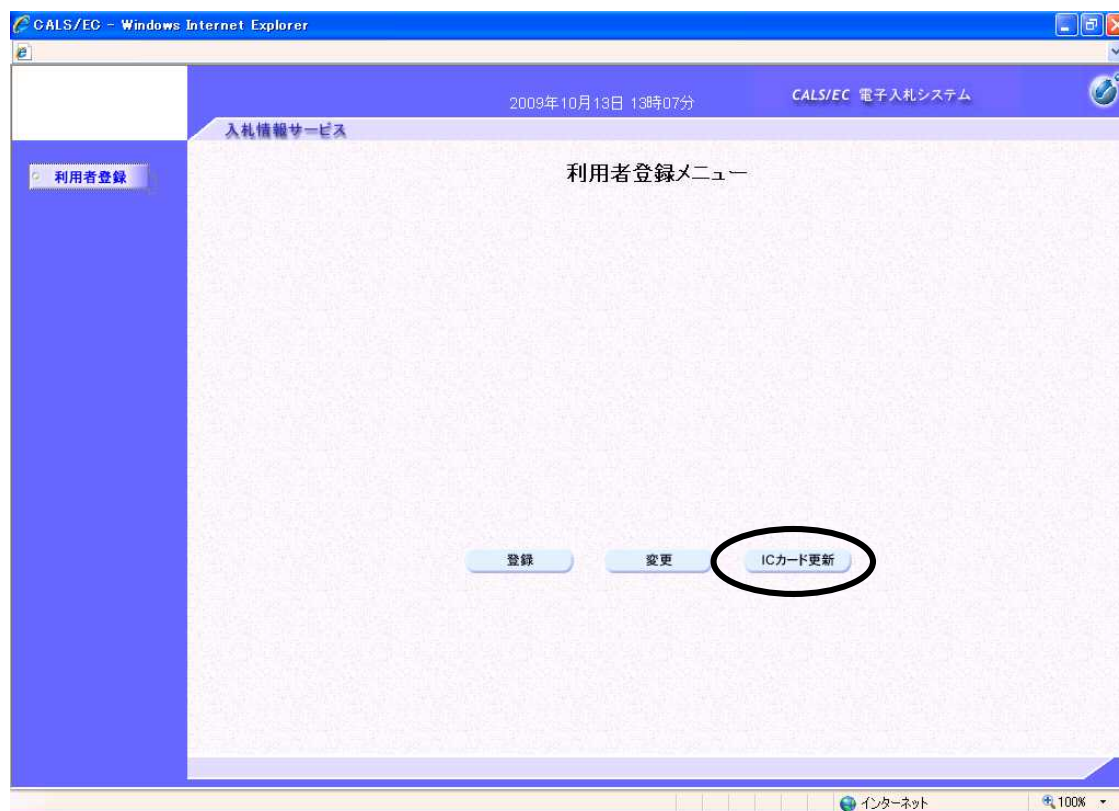 CALS/EC - Windows Internet Explorer
2009年10月13日 13時07分
CALS/EC 電子入札システム
入札情報サービス
利用者登録
利用者登録メニュー
登録
変更
ICカード更新
インターネット
100%